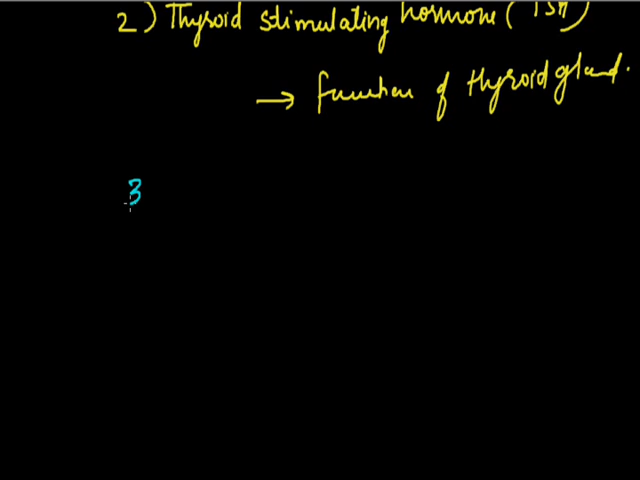 2) Thyroid stimulating hormone (TSH)
→ function of thyroid gland.
3